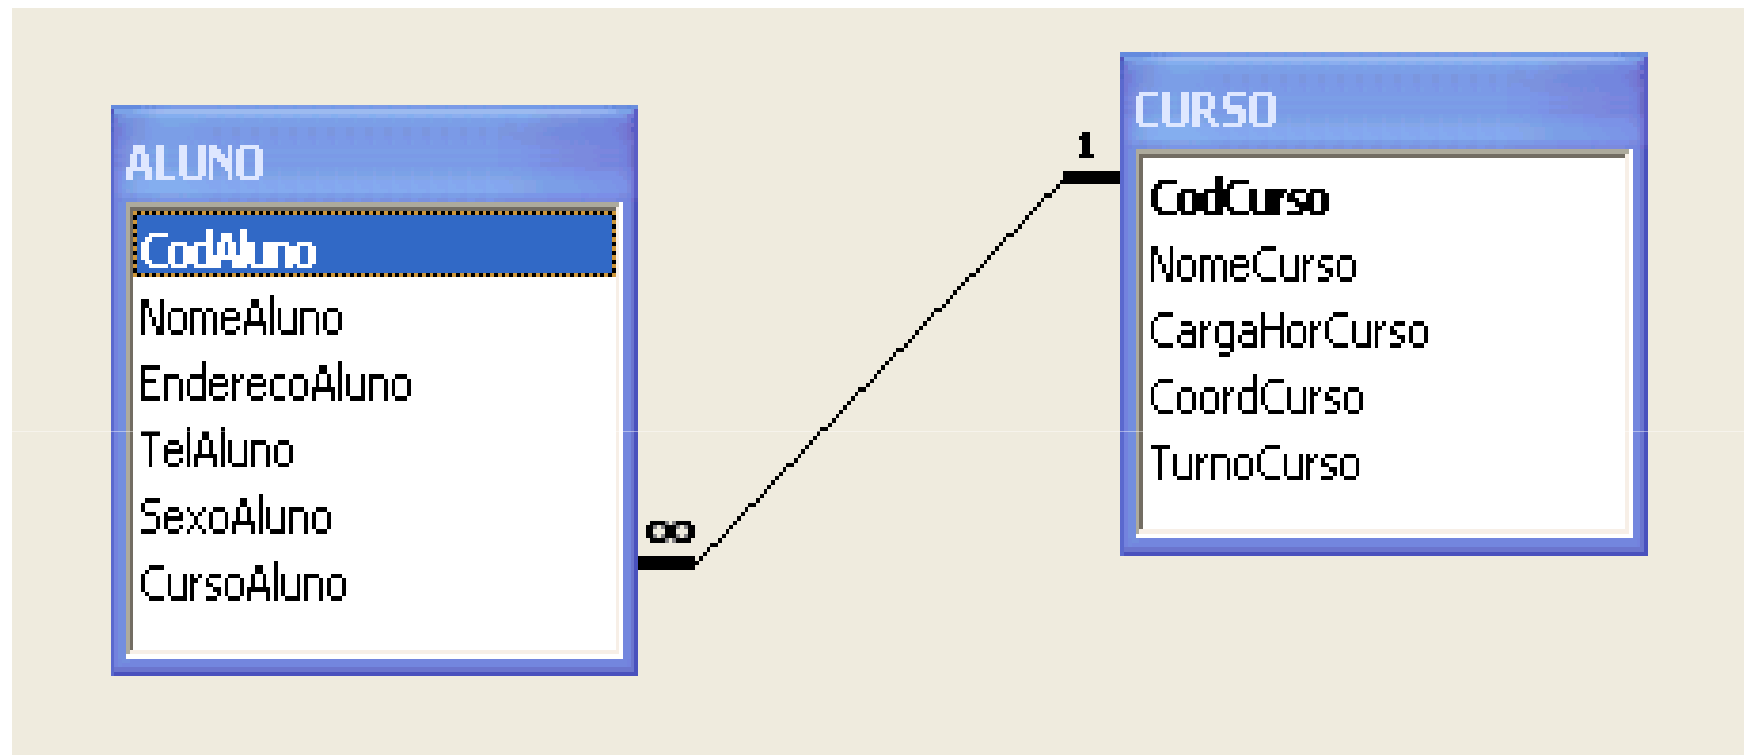 ALUNO
CodAluno
NomeAluno
EnderecoAluno
TelAluno
SexoAluno
CursoAluno
∞
1
CURSO
CodCurso
NomeCurso
CargaHorCurso
CoordCurso
TurnoCurso